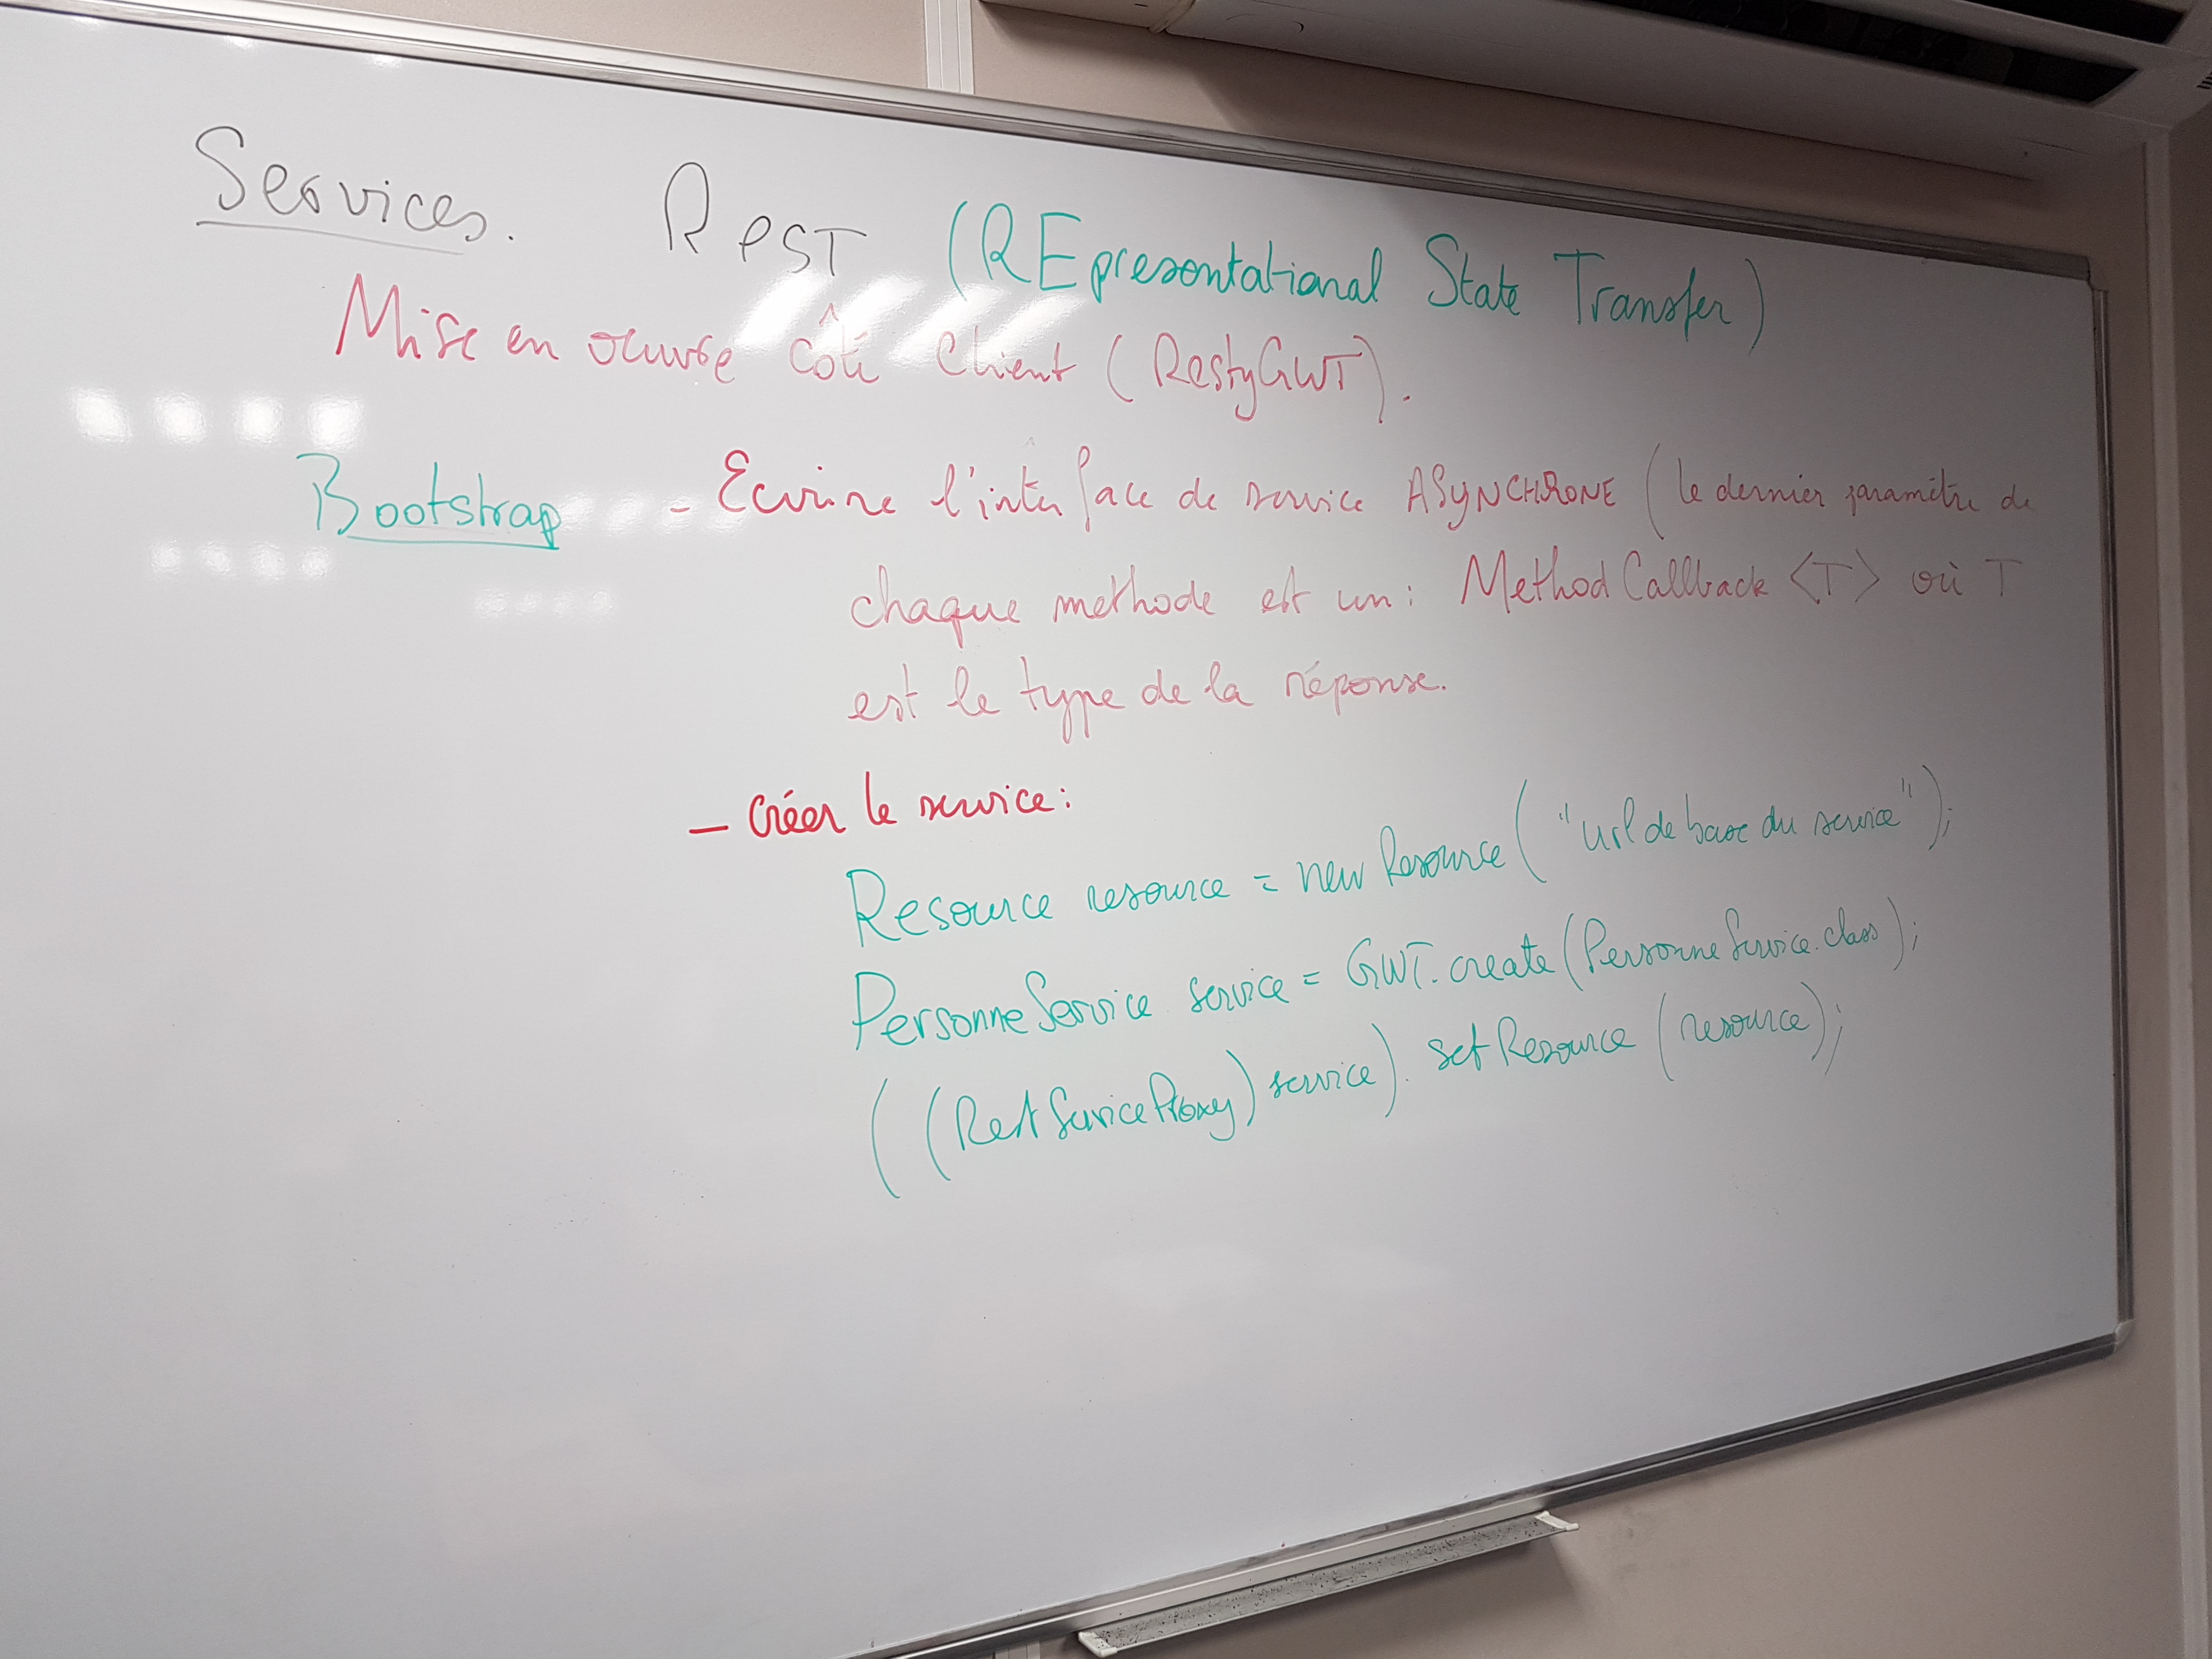 Services. ReST (REpresentational State Transfer)
Mise en œuvre côté Client (RestyGWT).
Bootstrap - Ecrire l'interface de service ASYNCHRONE (le dernier paramètre de
chaque methode est un : MethodCallback <T> où T
est le type de la réponse.
- Créer le service :
Resource resource = new Resource ("url de base du service");
PersonneService service = GWT.create (PersonneService.class);
((RestServiceProxy) service). setResource (resource);